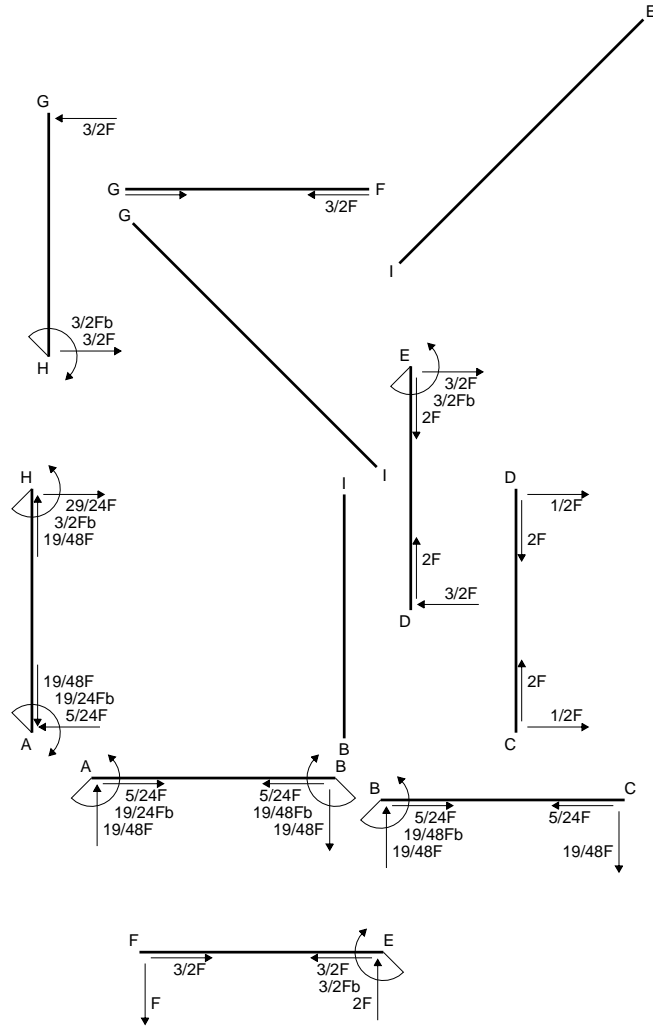 E
G
3/2F
G
F
3/2F
G
I
3/2Fb
3/2F
H
E
3/2F
3/2Fb
2F
I
H
29/24F
3/2Fb
19/48F
I
D
1/2F
2F
2F
3/2F
D
19/48F
19/24Fb
5/24F
A
2F
1/2F
C
B
A
B
5/24F
19/24Fb
19/48F
5/24F
19/48Fb
19/48F
B
C
5/24F
19/48Fb
19/48F
5/24F
19/48F
F
E
3/2F
3/2F
3/2Fb
F
2F